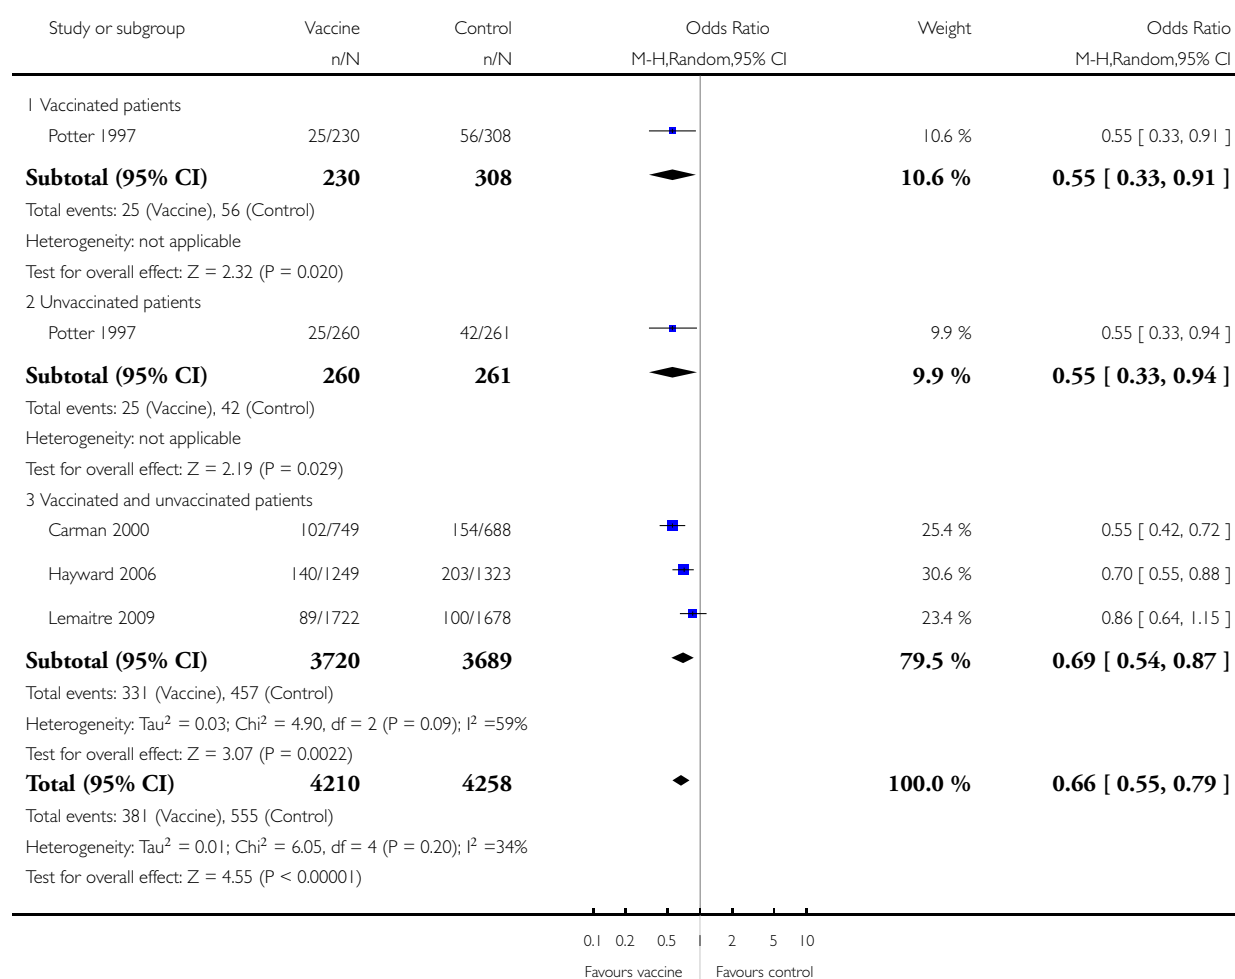 Study or subgroup Vaccine Control Odds Ratio Weight Odds Ratio
n/N n/N M-H,Random,95% CI M-H,Random,95% CI
1 Vaccinated patients
Potter 1997 25/230 56/308 10.6 % 0.55 [ 0.33, 0.91 ]
Subtotal (95% CI) 230 308 10.6 % 0.55 [ 0.33, 0.91 ]
Total events: 25 (Vaccine), 56 (Control)
Heterogeneity: not applicable
Test for overall effect: Z = 2.32 (P = 0.020)
2 Unvaccinated patients
Potter 1997 25/260 42/261 9.9 % 0.55 [ 0.33, 0.94 ]
Subtotal (95% CI) 260 261 9.9 % 0.55 [ 0.33, 0.94 ]
Total events: 25 (Vaccine), 42 (Control)
Heterogeneity: not applicable
Test for overall effect: Z = 2.19 (P = 0.029)
3 Vaccinated and unvaccinated patients
Carman 2000 102/749 154/688 25.4 % 0.55 [ 0.42, 0.72 ]
Hayward 2006 140/1249 203/1323 30.6 % 0.70 [ 0.55, 0.88 ]
Lemaitre 2009 89/1722 100/1678 23.4 % 0.86 [ 0.64, 1.15 ]
Subtotal (95% CI) 3720 3689 79.5 % 0.69 [ 0.54, 0.87 ]
Total events: 331 (Vaccine), 457 (Control)
Heterogeneity: Tau² = 0.03; Chi² = 4.90, df = 2 (P = 0.09); I² =59%
Test for overall effect: Z = 3.07 (P = 0.0022)
Total (95% CI) 4210 4258 100.0 % 0.66 [ 0.55, 0.79 ]
Total events: 381 (Vaccine), 555 (Control)
Heterogeneity: Tau² = 0.01; Chi² = 6.05, df = 4 (P = 0.20); I² =34%
Test for overall effect: Z = 4.55 (P < 0.00001)
0.1 0.2 0.5 1 2 5 10
Favours vaccine Favours control